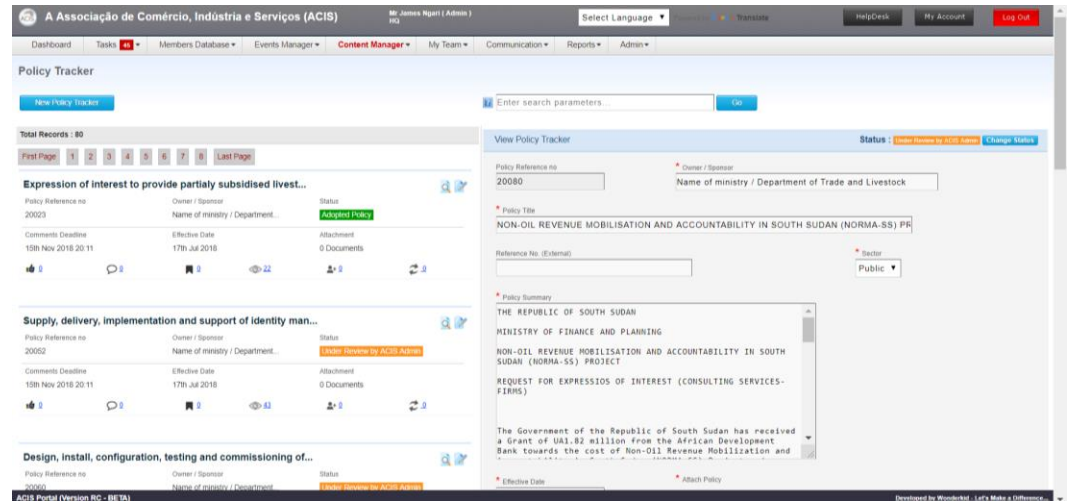 A Associação de Comércio, Indústria e Serviços (ACIS)
Mr James Ngari ( Admin )
HQ
Select Language ▼
Translate
HelpDesk
My Account
Log Out
Dashboard
Tasks 45
Members Database
Events Manager
Content Manager
My Team
Communication
Reports
Admin
Policy Tracker
New Policy Tracker
Enter search parameters...
Go
Total Records : 80
First Page 1 2 3 4 5 6 7 8 Last Page
Expression of interest to provide partialy subsidised livest...
Policy Reference no Owner / Sponsor Status
20023 Name of ministry / Department... Adopted Policy
Comments Deadline Effective Date Attachment
15th Nov 2018 20:11 17th Jul 2018 0 Documents
0 0 0 22 0 0
Supply, delivery, implementation and support of identity man...
Policy Reference no Owner / Sponsor Status
20052 Name of ministry / Department... Under Review by ACIS Admin
Comments Deadline Effective Date Attachment
15th Nov 2018 20:11 17th Jul 2018 0 Documents
0 0 0 43 0 0
Design, install, configuration, testing and commissioning of...
Policy Reference no Owner / Sponsor Status
20060 Name of ministry / Department... Under Review by ACIS Admin
View Policy Tracker
Status : Under Review by ACIS Admin Change Status
Policy Reference no * Owner / Sponsor
20080 Name of ministry / Department of Trade and Livestock
* Policy Title
NON-OIL REVENUE MOBILISATION AND ACCOUNTABILITY IN SOUTH SUDAN (NORMA-SS) PR
Reference No. (External) * Sector
Public ▼
* Policy Summary
THE REPUBLIC OF SOUTH SUDAN
MINISTRY OF FINANCE AND PLANNING
NON-OIL REVENUE MOBILISATION AND ACCOUNTABILITY IN SOUTH
SUDAN (NORMA-SS) PROJECT
REQUEST FOR EXPRESSIOS OF INTEREST (CONSULTING SERVICES-
FIRMS)
The Government of the Republic of South Sudan has received
a Grant of UA1.82 million from the African Development
Bank towards the cost of Non-Oil Revenue Mobilization and
* Effective Date * Attach Policy
ACIS Portal (Version RC - BETA)
Developed by Wonderkid - Let's Make a Difference...